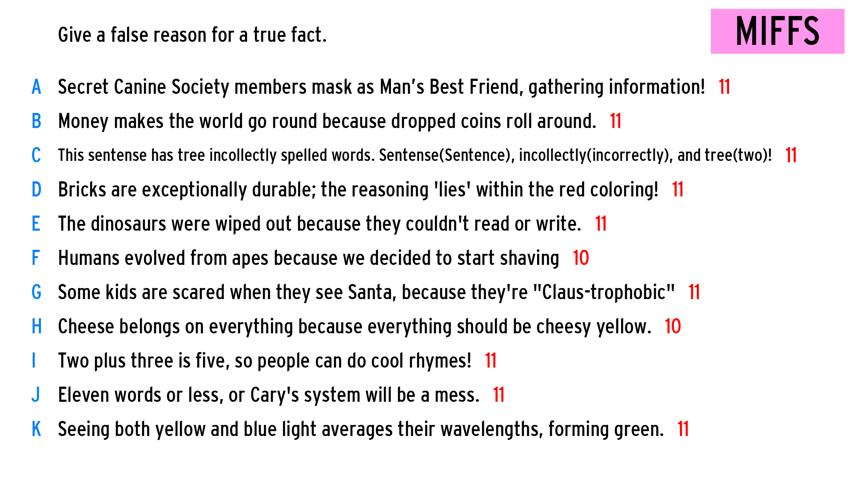 Give a false reason for a true fact.
MIFFS
A Secret Canine Society members mask as Man's Best Friend, gathering information! 11
B Money makes the world go round because dropped coins roll around. 11
C This sentense has tree incollectly spelled words. Sentense(Sentence), incollectly(incorrectly), and tree(two)! 11
D Bricks are exceptionally durable; the reasoning 'lies' within the red coloring! 11
E The dinosaurs were wiped out because they couldn't read or write. 11
F Humans evolved from apes because we decided to start shaving 10
G Some kids are scared when they see Santa, because they're "Claus-trophobic" 11
H Cheese belongs on everything because everything should be cheesy yellow. 10
I Two plus three is five, so people can do cool rhymes! 11
J Eleven words or less, or Cary's system will be a mess. 11
K Seeing both yellow and blue light averages their wavelengths, forming green. 11